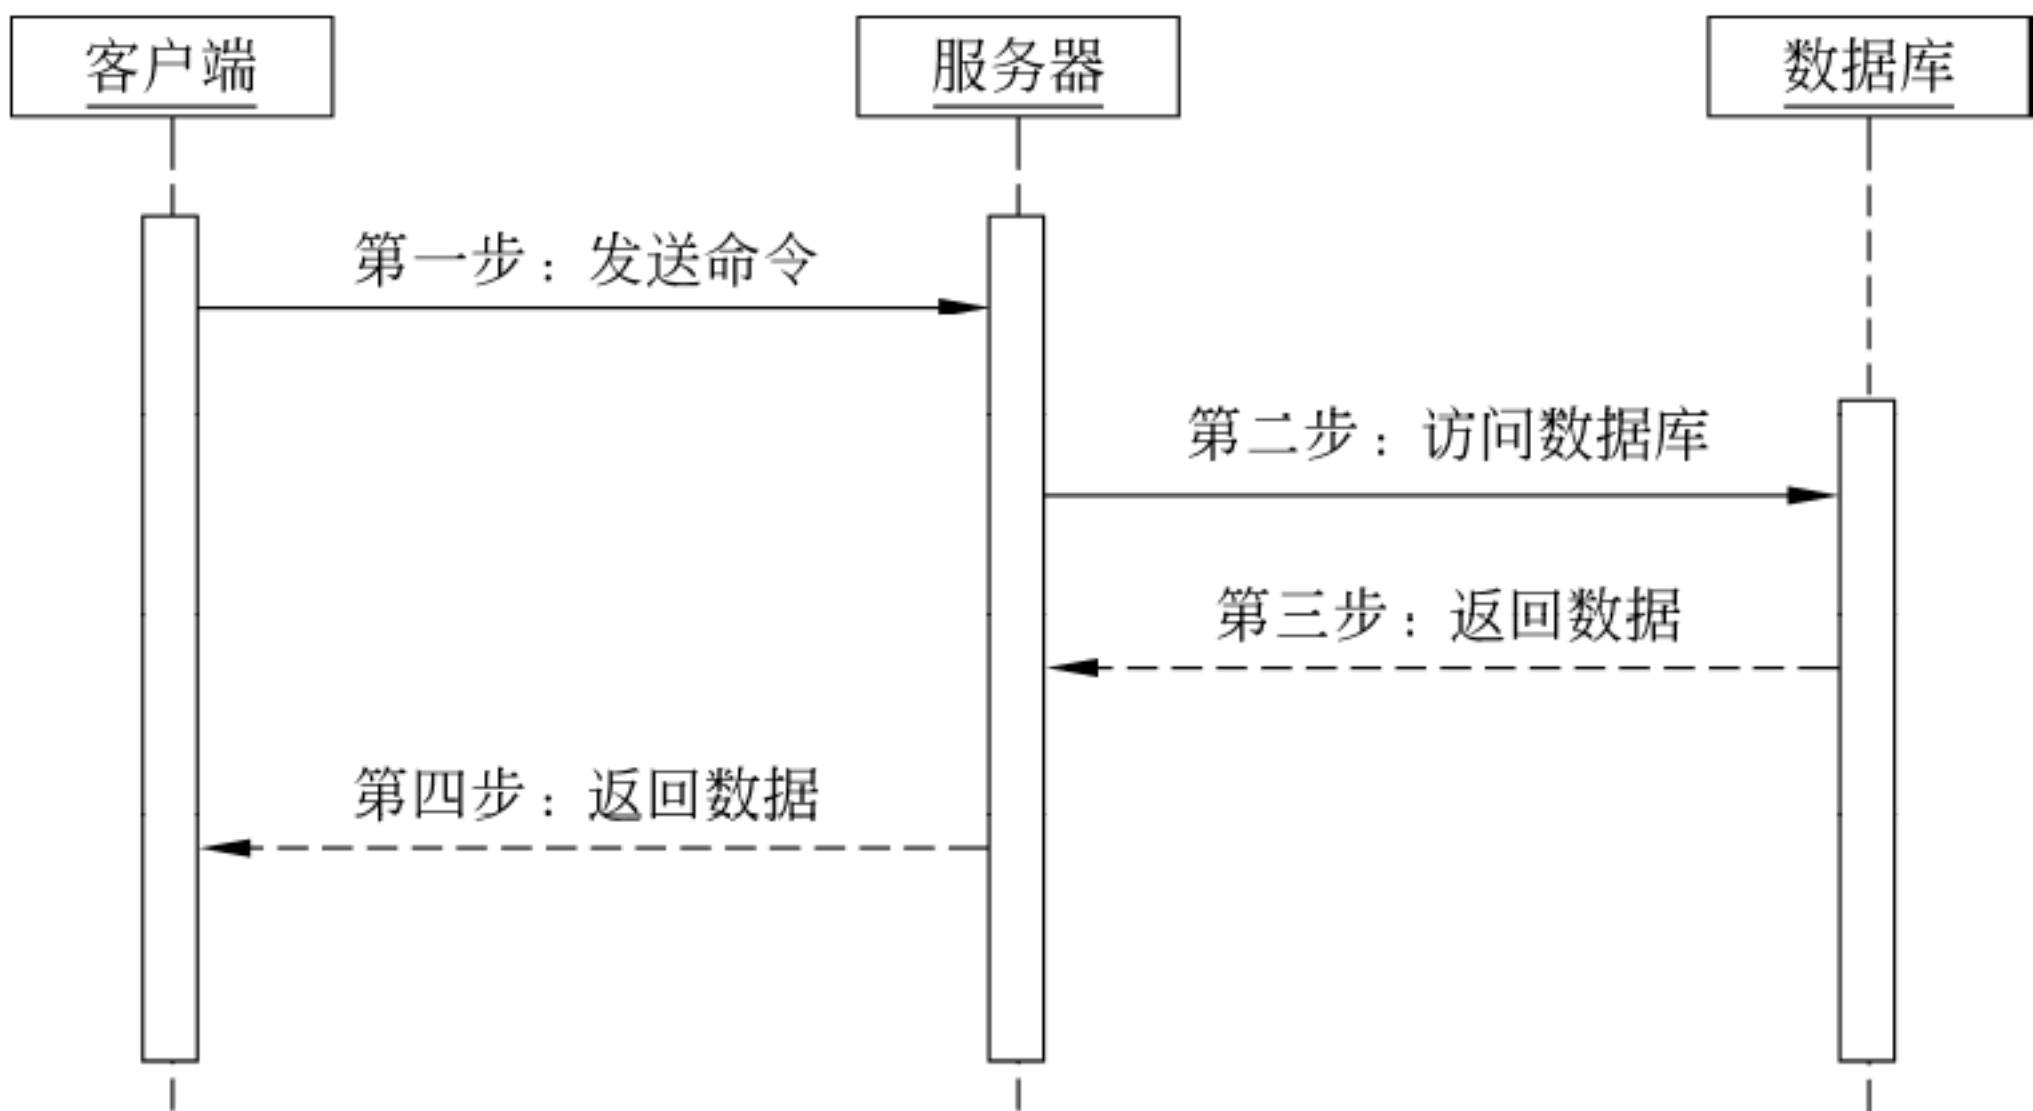 客户端
服务器
数据库
第一步：发送命令
第二步：访问数据库
第三步：返回数据
第四步：返回数据